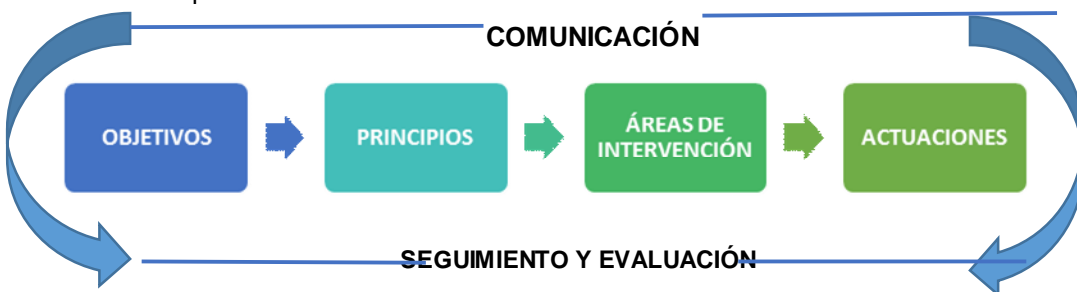 COMUNICACIÓN
OBJETIVOS
PRINCIPIOS
ÁREAS DE
INTERVENCIÓN
ACTUACIONES
SEGUIMIENTO Y EVALUACIÓN